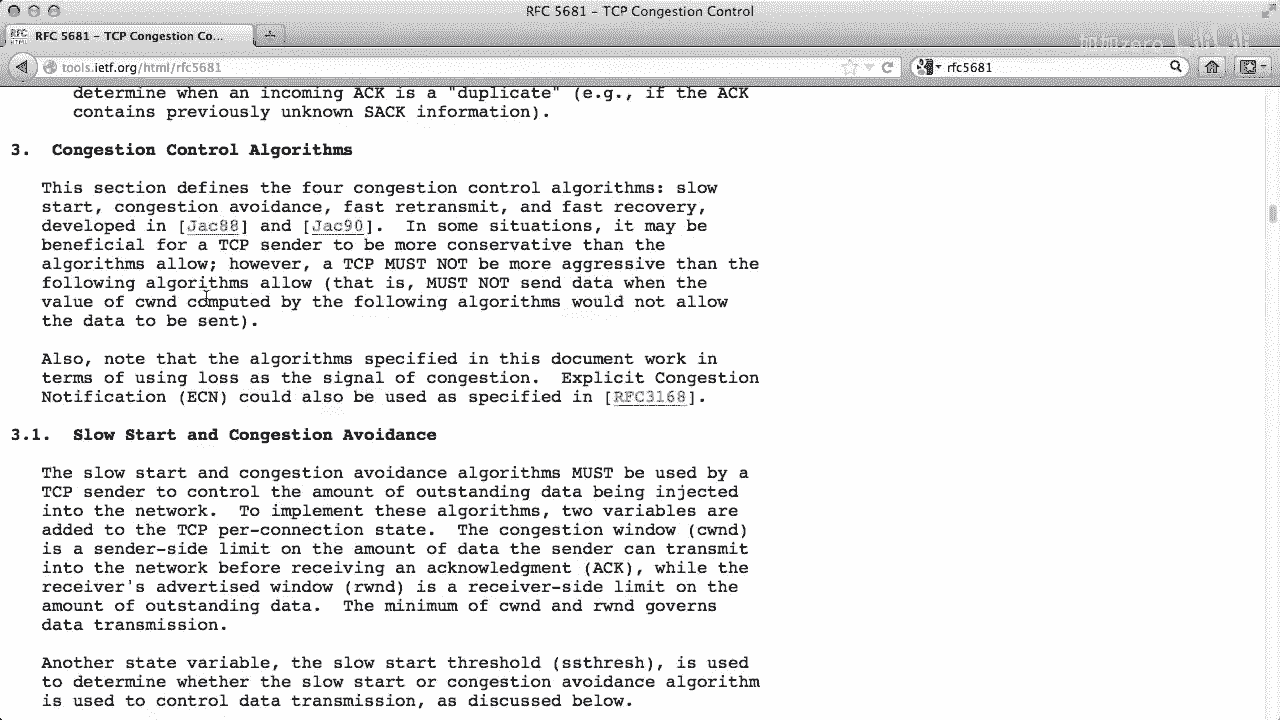 RFC 5681 – TCP Congestion Control
RFC 5681 – TCP Congestion Co...
tools.ietf.org/html/rfc5681
rfc5681
determine when an incoming ACK is a "duplicate" (e.g., if the ACK
contains previously unknown SACK information).
3. Congestion Control Algorithms
This section defines the four congestion control algorithms: slow
start, congestion avoidance, fast retransmit, and fast recovery,
developed in [Jac88] and [Jac90]. In some situations, it may be
beneficial for a TCP sender to be more conservative than the
algorithms allow; however, a TCP MUST NOT be more aggressive than the
following algorithms allow (that is, MUST NOT send data when the
value of cwnd computed by the following algorithms would not allow
the data to be sent).
Also, note that the algorithms specified in this document work in
terms of using loss as the signal of congestion. Explicit Congestion
Notification (ECN) could also be used as specified in [RFC3168].
3.1. Slow Start and Congestion Avoidance
The slow start and congestion avoidance algorithms MUST be used by a
TCP sender to control the amount of outstanding data being injected
into the network. To implement these algorithms, two variables are
added to the TCP per-connection state. The congestion window (cwnd)
is a sender-side limit on the amount of data the sender can transmit
into the network before receiving an acknowledgment (ACK), while the
receiver's advertised window (rwnd) is a receiver-side limit on the
amount of outstanding data. The minimum of cwnd and rwnd governs
data transmission.
Another state variable, the slow start threshold (ssthresh), is used
to determine whether the slow start or congestion avoidance algorithm
is used to control data transmission, as discussed below.